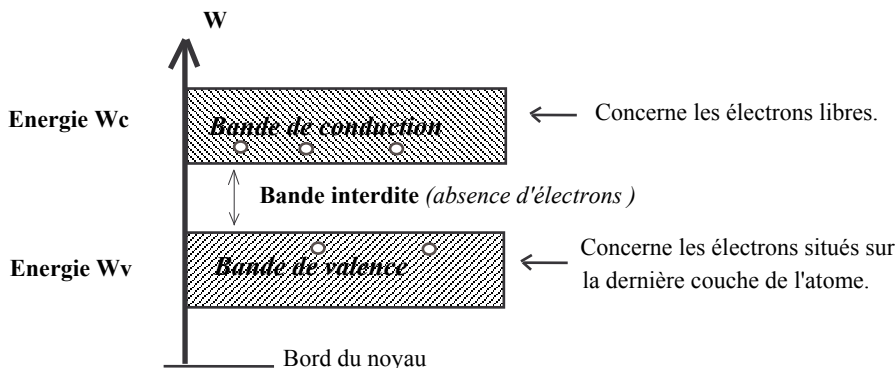 W
Energie Wc
Bande de conduction
Concerne les électrons libres.
Bande interdite (absence d'électrons )
Energie Wv
Bande de valence
Concerne les électrons situés sur
la dernière couche de l'atome.
Bord du noyau